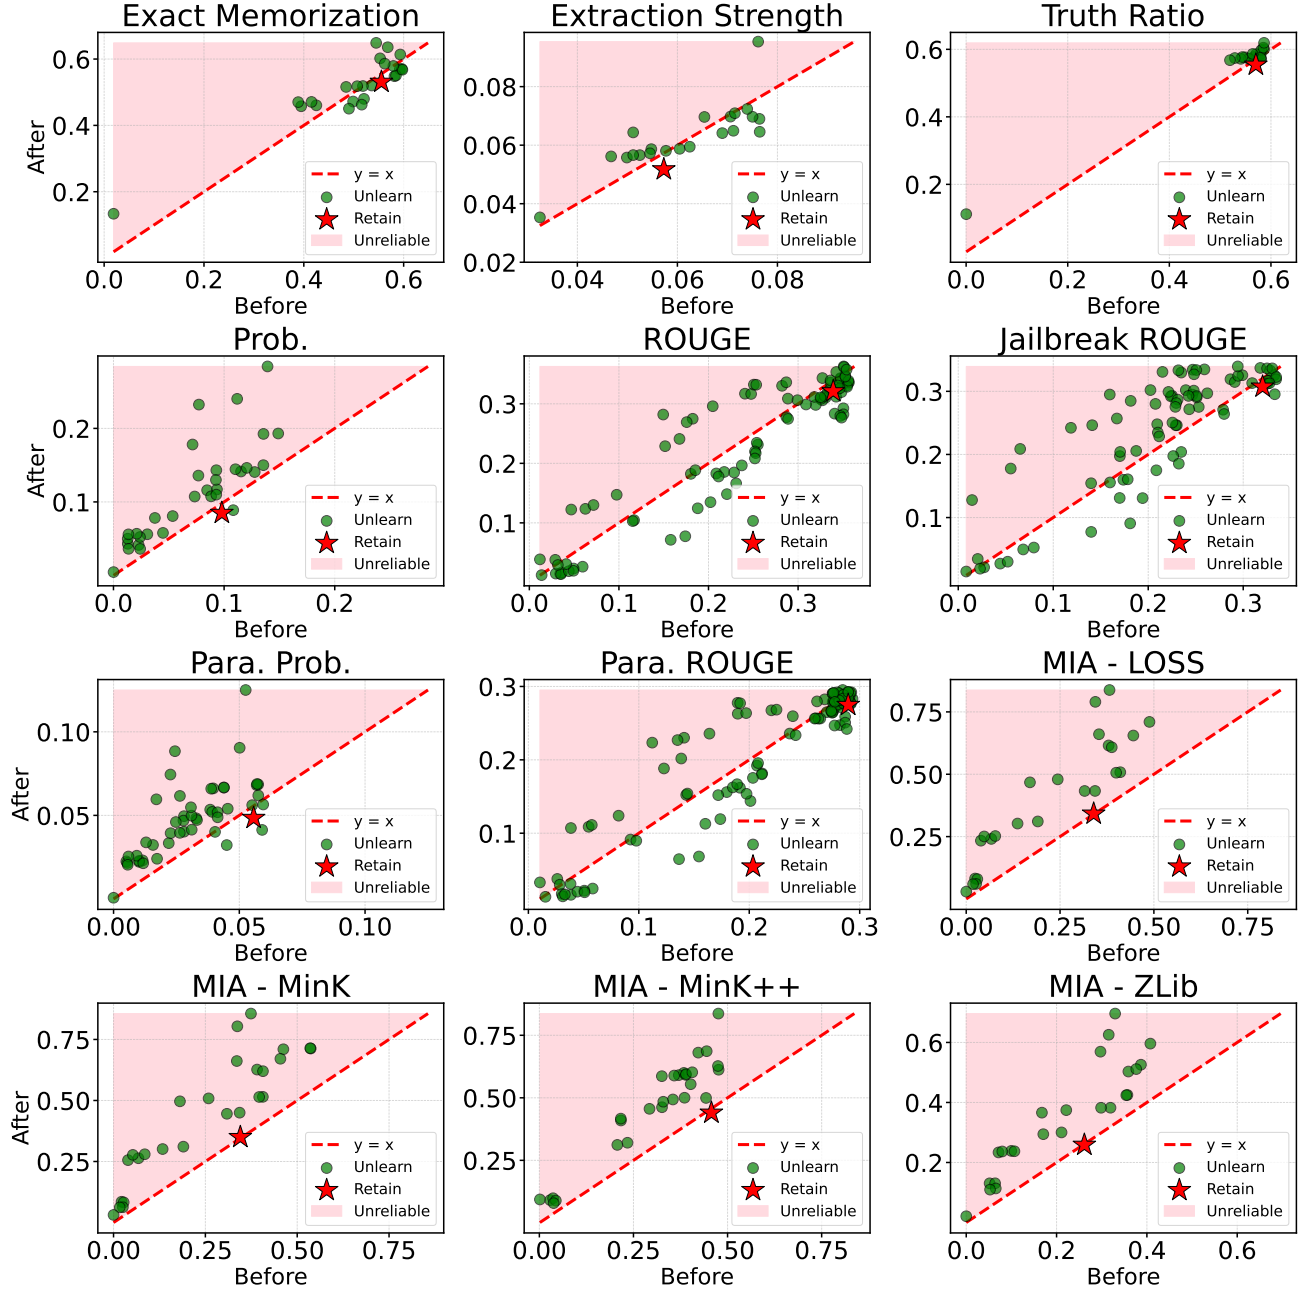 Exact Memorization
Extraction Strength
Truth Ratio
After
0.6
0.4
0.2
0.08
0.06
0.04
0.02
0.6
0.4
0.2
y = x
Unlearn
Retain
Unreliable
y = x
Unlearn
Retain
Unreliable
y = x
Unlearn
Retain
Unreliable
0.0 0.2 0.4 0.6
0.04 0.06 0.08
0.0 0.2 0.4 0.6
Before
Before
Before
Prob.
ROUGE
Jailbreak ROUGE
After
0.2
0.1
0.3
0.2
0.1
0.3
0.2
0.1
y = x
Unlearn
Retain
Unreliable
y = x
Unlearn
Retain
Unreliable
y = x
Unlearn
Retain
Unreliable
0.0 0.1 0.2
0.0 0.1 0.2 0.3
0.0 0.1 0.2 0.3
Before
Before
Before
Para. Prob.
Para. ROUGE
MIA - LOSS
After
0.10
0.05
0.00
0.3
0.2
0.1
0.75
0.50
0.25
y = x
Unlearn
Retain
Unreliable
y = x
Unlearn
Retain
Unreliable
y = x
Unlearn
Retain
Unreliable
0.00 0.05 0.10
0.0 0.1 0.2 0.3
0.00 0.25 0.50 0.75
Before
Before
Before
MIA - MinK
MIA - MinK++
MIA - ZLib
After
0.75
0.50
0.25
0.75
0.50
0.25
0.6
0.4
0.2
y = x
Unlearn
Retain
Unreliable
y = x
Unlearn
Retain
Unreliable
y = x
Unlearn
Retain
Unreliable
0.00 0.25 0.50 0.75
0.00 0.25 0.50 0.75
0.0 0.2 0.4 0.6
Before
Before
Before